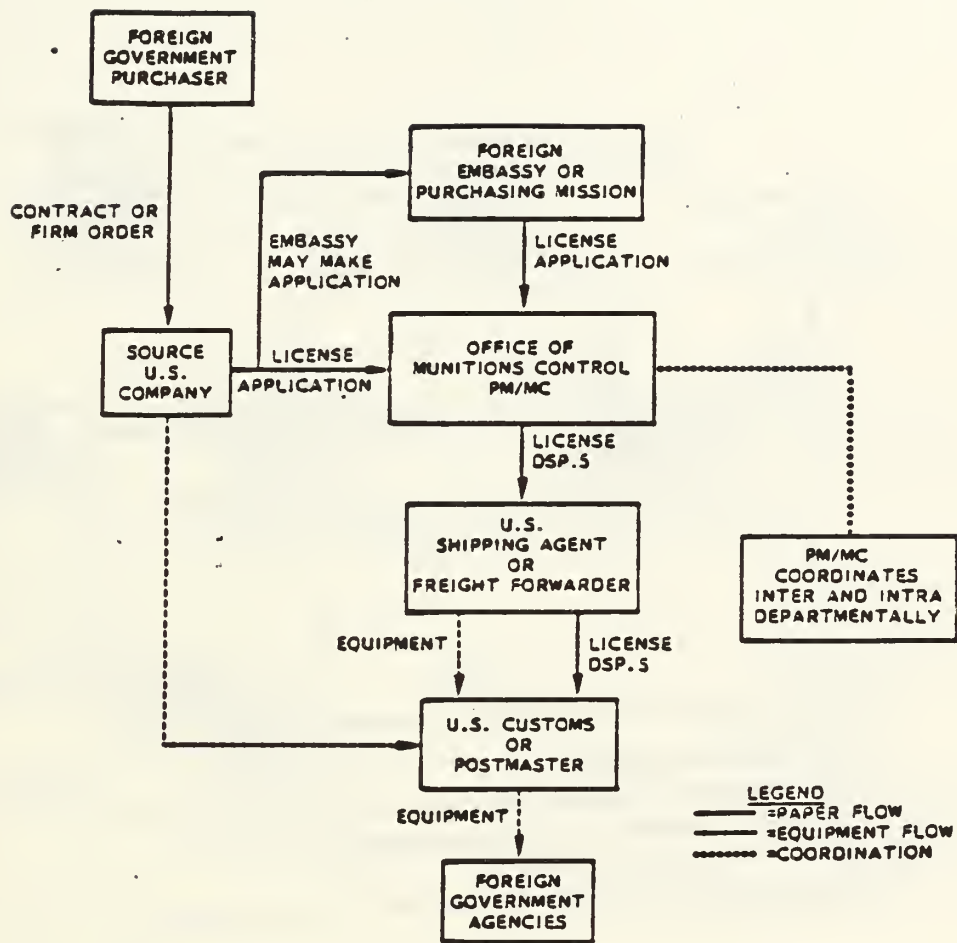 FOREIGN
GOVERNMENT
PURCHASER
CONTRACT OR
FIRM ORDER
FOREIGN
EMBASSY OR
PURCHASING MISSION
EMBASSY
MAY MAKE
APPLICATION
LICENSE
APPLICATION
SOURCE
U.S.
COMPANY
LICENSE
APPLICATION
OFFICE OF
MUNITIONS CONTROL
PM/MC
LICENSE
DSP.5
U.S.
SHIPPING AGENT
OR
FREIGHT FORWARDER
PM/MC
COORDINATES
INTER AND INTRA
DEPARTMENTALLY
EQUIPMENT
LICENSE
DSP.5
U.S. CUSTOMS
OR
POSTMASTER
EQUIPMENT
FOREIGN
GOVERNMENT
AGENCIES
LEGEND
=PAPER FLOW
=EQUIPMENT FLOW
=COORDINATION